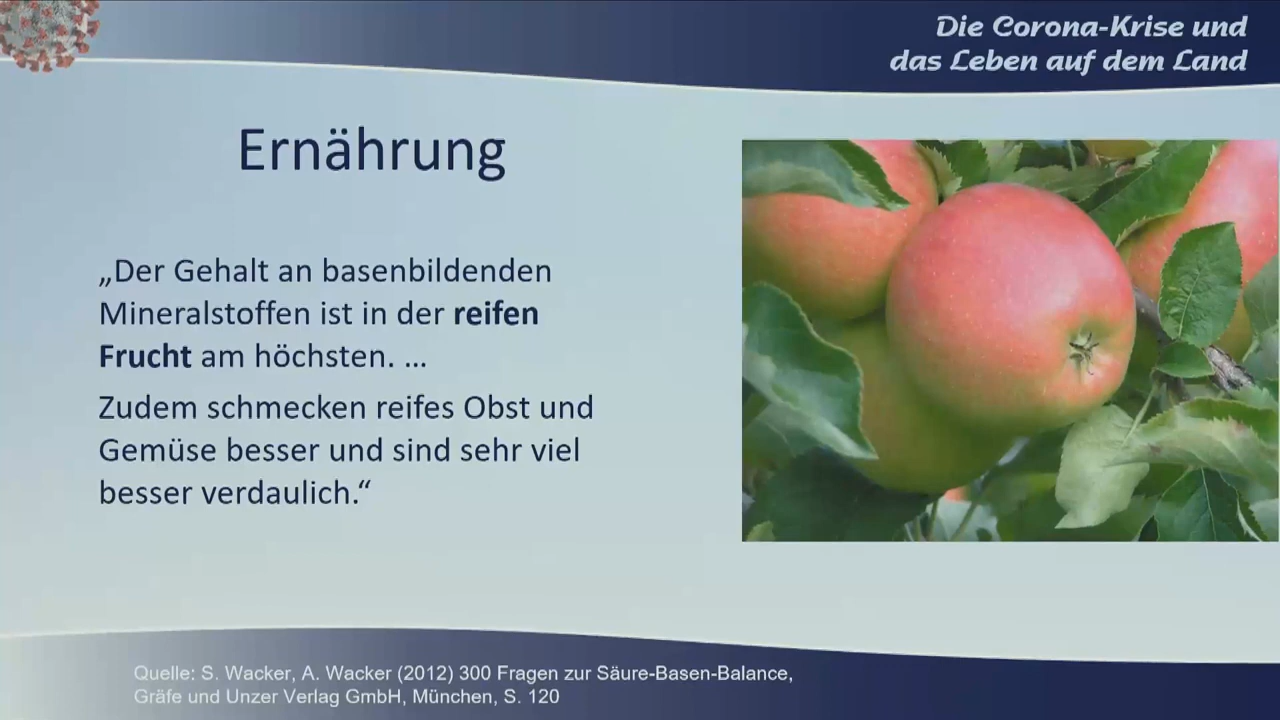 Die Corona-Krise und
das Leben auf dem Land
Ernährung
„Der Gehalt an basenbildenden
Mineralstoffen ist in der reifen
Frucht am höchsten. ...
Zudem schmecken reifes Obst und
Gemüse besser und sind sehr viel
besser verdaulich.“
Quelle: S. Wacker, A. Wacker (2012) 300 Fragen zur Säure-Basen-Balance,
Gräfe und Unzer Verlag GmbH, München, S. 120